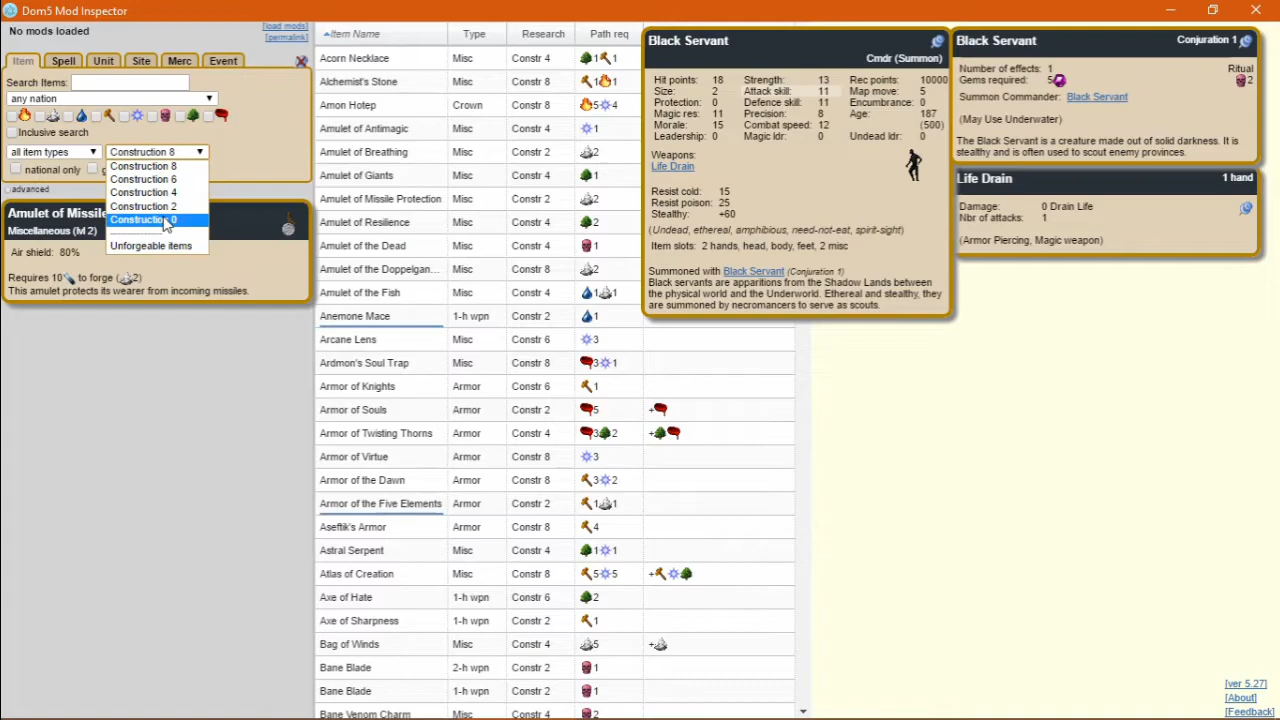 Dom5 Mod Inspector
No mods loaded
[load mods]
[permalink]
Item
Spell
Unit
Site
Merc
Event
Search Items:
any nation
Inclusive search
all item types
Construction 8
Construction 8
Construction 6
Construction 4
Construction 2
Construction 0
Unforgeable items
national only
advanced
Amulet of Missile
Miscellaneous (M 2)
Air shield: 80%
Requires 10 to forge (2)
This amulet protects its wearer from incoming missiles.
Item Name Type Research Path req
Acorn Necklace Misc Constr 4 1 1
Alchemist's Stone Misc Constr 4 1 1
Amon Hotep Crown Constr 8 5 4
Amulet of Antimagic Misc Constr 4 1
Amulet of Breathing Misc Constr 4 2
Amulet of Giants Misc Constr 4 2
Amulet of Missile Protection Misc Constr 4 2
Amulet of Resilience Misc Constr 4 2
Amulet of the Dead Misc Constr 4 1
Amulet of the Doppelgan... Misc Constr 4 2
Amulet of the Fish Misc Constr 4 1 1
Anemone Mace 1-h wpn Constr 2 1
Arcane Lens Misc Constr 6 3
Ardmon's Soul Trap Misc Constr 8 3 1
Armor of Knights Armor Constr 6 1
Armor of Souls Armor Constr 2 5 +
Armor of Twisting Thorns Armor Constr 4 3 2 +
Armor of Virtue Armor Constr 8 3
Armor of the Dawn Armor Constr 8 3 2
Armor of the Five Elements Armor Constr 2 1 1
Aseftik's Armor Armor Constr 8 4
Astral Serpent Misc Constr 4 1 1
Atlas of Creation Misc Constr 8 5 5 +
Axe of Hate 1-h wpn Constr 6 2
Axe of Sharpness 1-h wpn Constr 2 1
Bag of Winds Misc Constr 4 5 +
Bane Blade 2-h wpn Constr 2 1
Bane Blade 1-h wpn Constr 2 1
Bane Venom Charm Misc Constr 4 2
Black Servant
Cmdr (Summon)
Hit points: 18 Strength: 13 Rec points: 10000
Size: 2 Attack skill: 11 Map move: 5
Protection: 0 Defence skill: 11 Encumbrance: 0
Magic res: 11 Precision: 8 Age: 187
Morale: 15 Combat speed: 12 (500)
Leadership: 0 Magic ldr: 0 Undead ldr: 0
Weapons:
Life Drain
Resist cold: 15
Resist poison: 25
Stealthy: +60
(Undead, ethereal, amphibious, need-not-eat, spirit-sight)
Item slots: 2 hands, head, body, feet, 2 misc
Summoned with Black Servant (Conjuration 1)
Black servants are apparitions from the Shadow Lands between
the physical world and the Underworld. Ethereal and stealthy, they
are summoned by necromancers to serve as scouts.
Black Servant Conjuration 1
Number of effects: 1 Ritual
Gems required: 5 2
Summon Commander: Black Servant
(May Use Underwater)
The Black Servant is a creature made out of solid darkness. It is
stealthy and is often used to scout enemy provinces.
Life Drain 1 hand
Damage: 0 Drain Life
Nbr of attacks: 1
(Armor Piercing, Magic weapon)
[ver 5.27]
[About]
[Feedback]